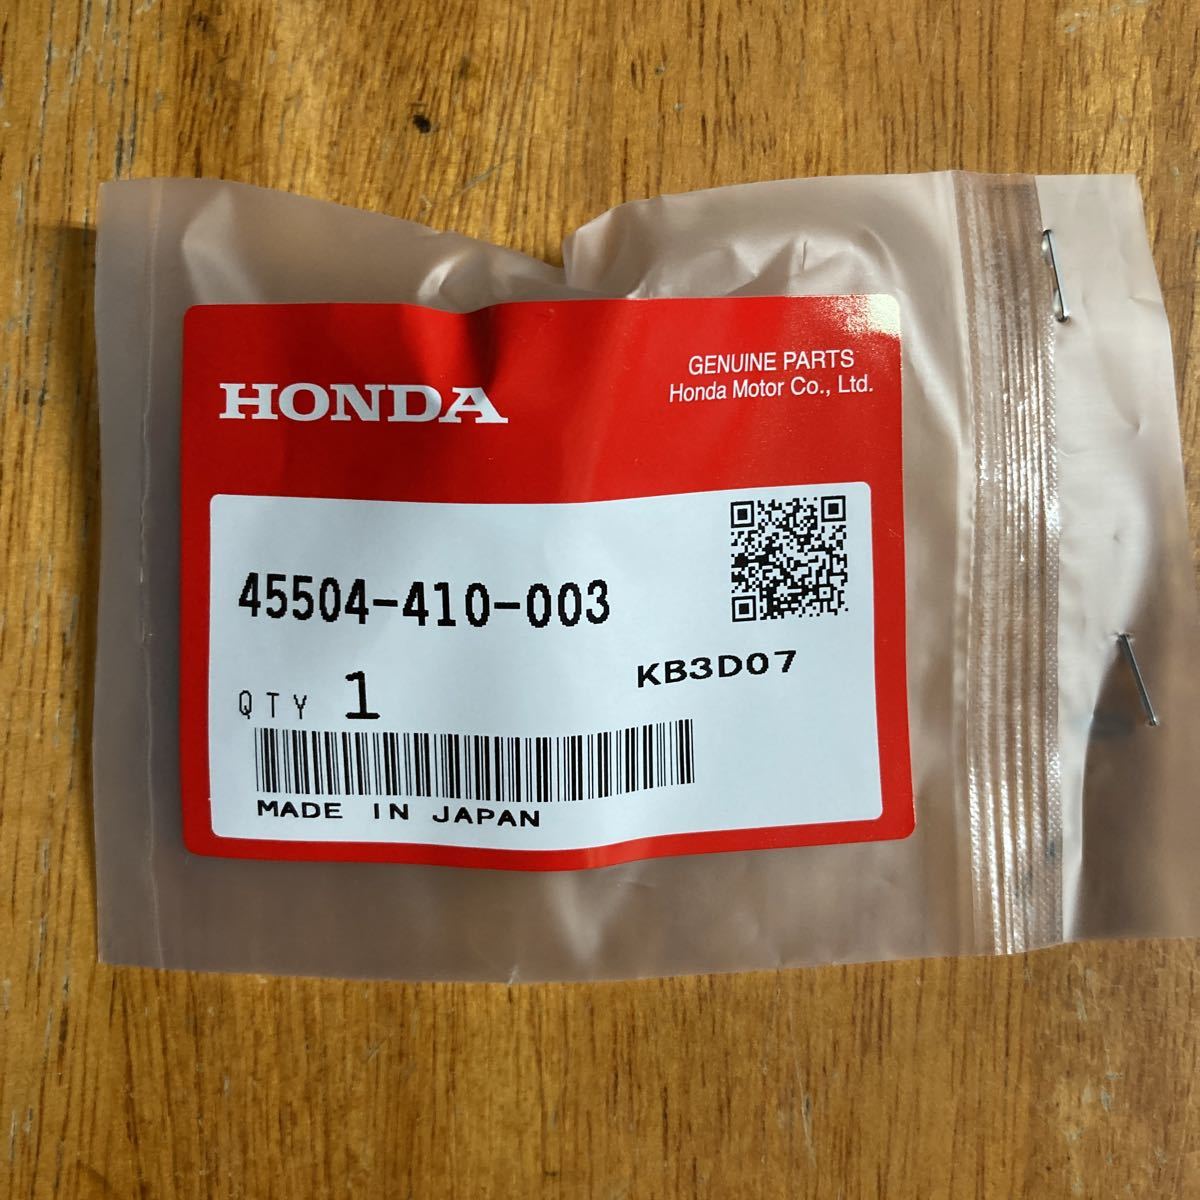 HONDA
GENUINE PARTS
Honda Motor Co., Ltd.
45504-410-003
KB3D07
QTY 1
MADE IN JAPAN